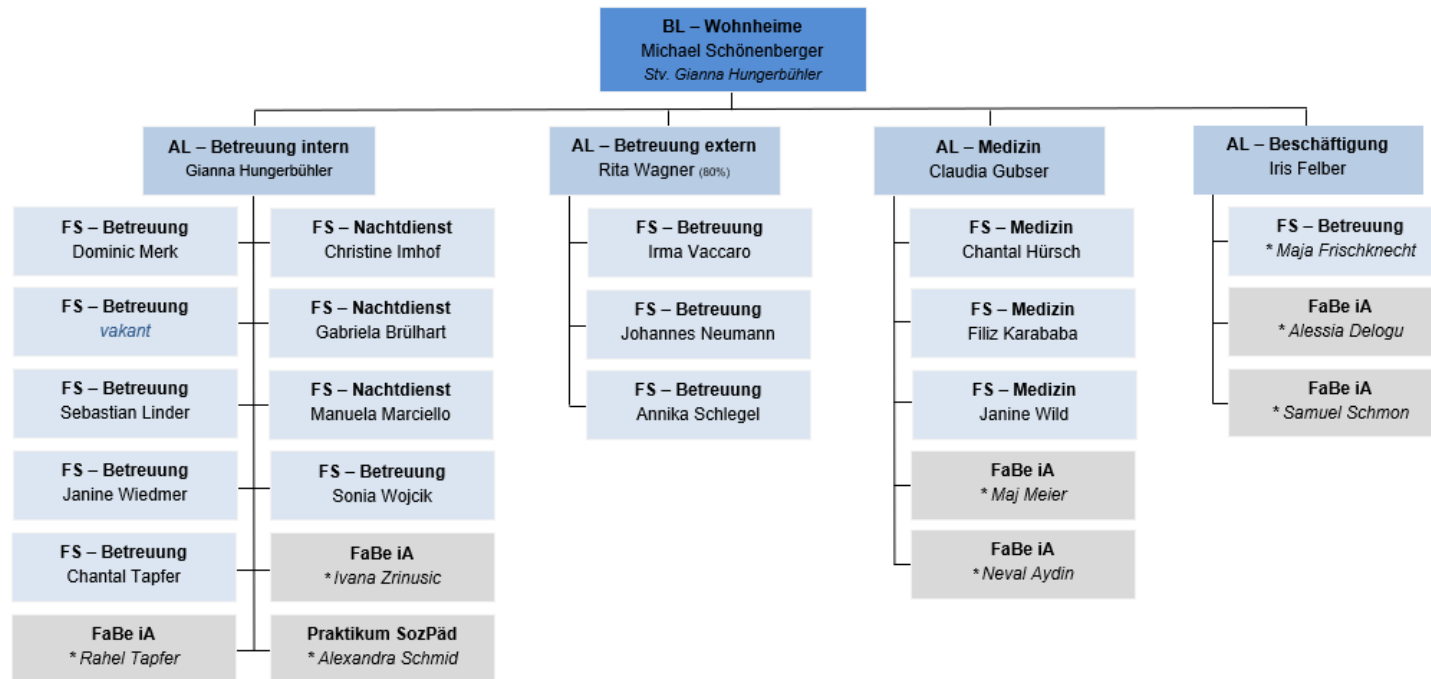 BL – Wohnheime
Michael Schönenberger
Stv. Gianna Hungerbühler
AL – Betreuung intern
Gianna Hungerbühler
FS – Betreuung
Dominic Merk
FS – Betreuung
vakant
FS – Betreuung
Sebastian Linder
FS – Betreuung
Janine Wiedmer
FS – Betreuung
Chantal Tapfer
FaBe iA
* Rahel Tapfer
FS – Nachtdienst
Christine Imhof
FS – Nachtdienst
Gabriela Brülhart
FS – Nachtdienst
Manuela Marciello
FS – Betreuung
Sonia Wojcik
FaBe iA
* Ivana Zrinusic
Praktikum SozPäd
* Alexandra Schmid
AL – Betreuung extern
Rita Wagner (80%)
FS – Betreuung
Irma Vaccaro
FS – Betreuung
Johannes Neumann
FS – Betreuung
Annika Schlegel
AL – Medizin
Claudia Gubser
FS – Medizin
Chantal Hürsch
FS – Medizin
Filiz Karababa
FS – Medizin
Janine Wild
FaBe iA
* Maj Meier
FaBe iA
* Neval Aydin
AL – Beschäftigung
Iris Felber
FS – Betreuung
* Maja Frischknecht
FaBe iA
* Alessia Delogu
FaBe iA
* Samuel Schmon